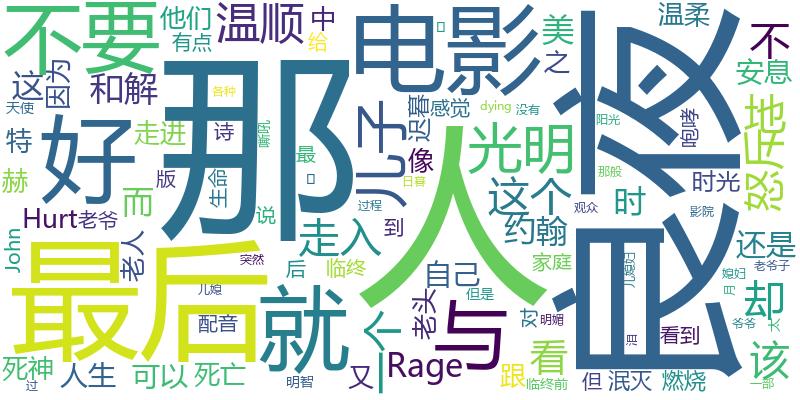 不要
他们
有点
温顺
中
给
电影
美
之
温柔
不
安息
这
因为
和解
特
天使
走进
诗
赫
版
而
生命
最
好
那
各种
儿子
迟暮
感觉
dying
没有
像
日暮
光明
人
阳光
咆哮
那般
怒斥
地
时光
影院
观众
Hurt
老爷
说
走入
过程
到
这个
约翰
时
还是
John
老人
后
临终
突然
自己
家庭
儿媳妇
媳妇
月
老爷子
却
最后
儿媳
配音
就
个
老头
与
但是
对
明媚
泪
看到
爷爷
太
该
死神
过
人生
可以
死亡
明智
又
Rage
跟
看
临终前
但
泯灭
燃烧
一部
良夜